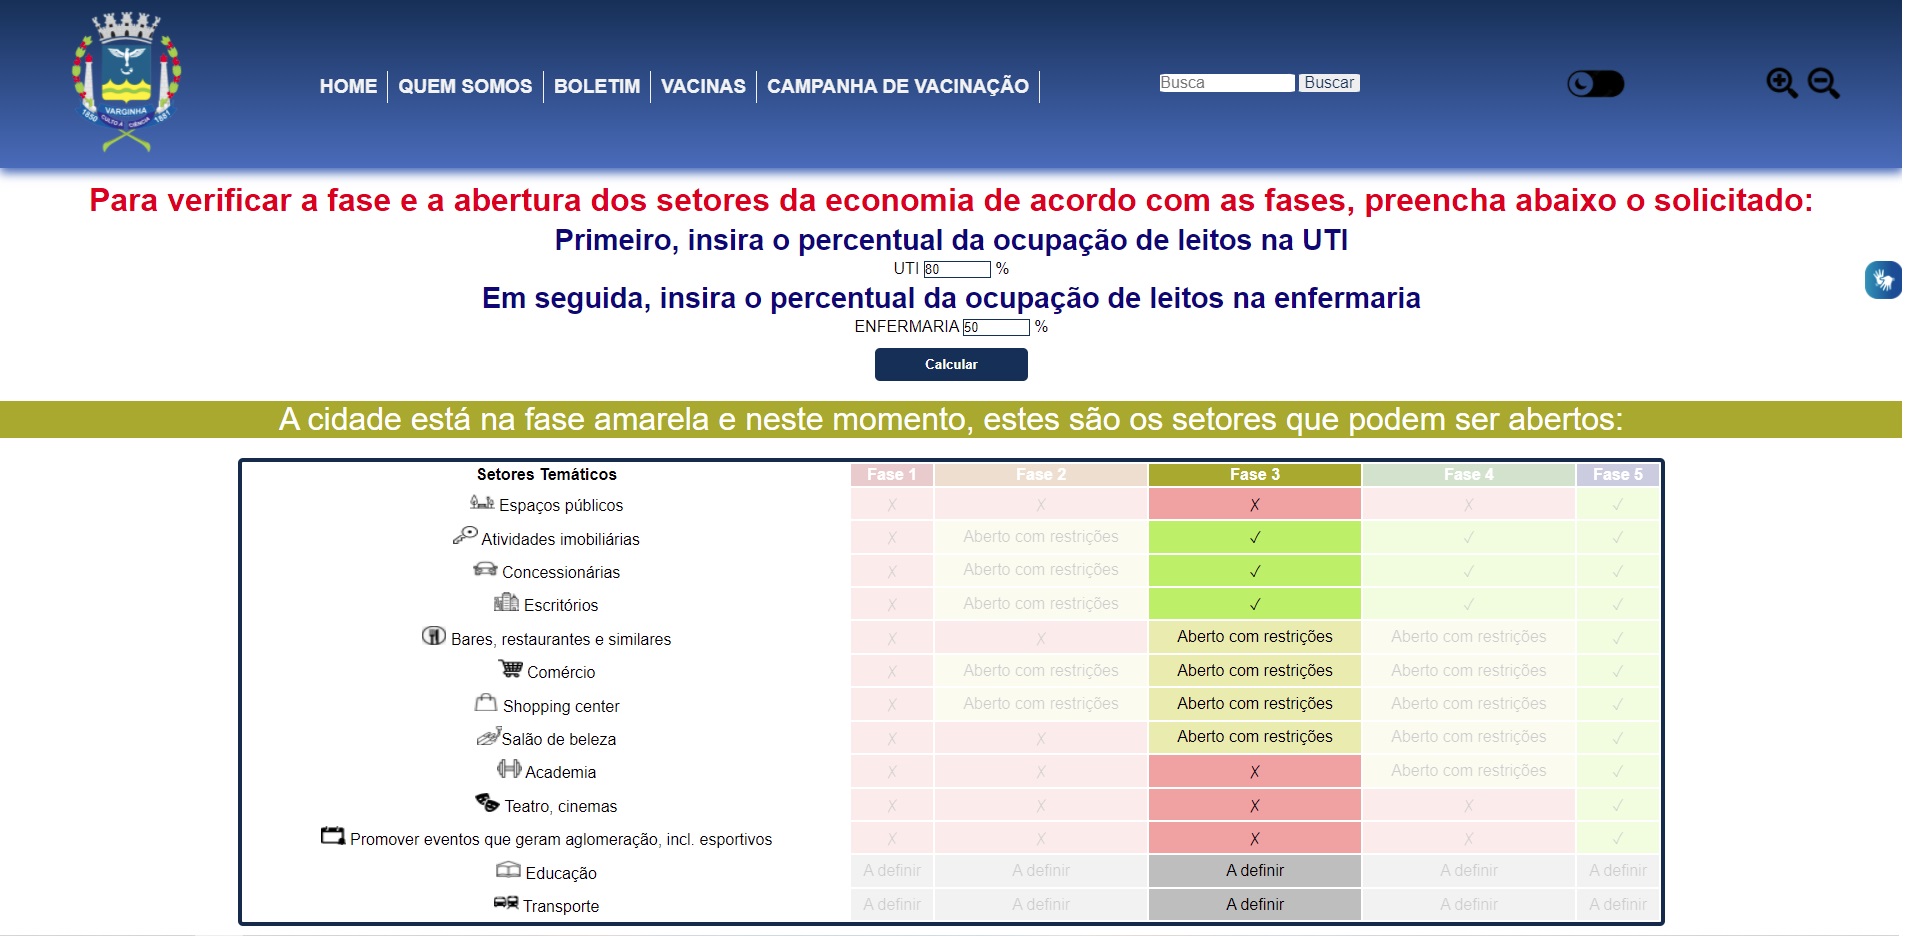 VARGINHA
1850 CULTO À CIÊNCIA 1881
HOME QUEM SOMOS BOLETIM VACINAS CAMPANHA DE VACINAÇÃO Busca Buscar
Para verificar a fase e a abertura dos setores da economia de acordo com as fases, preencha abaixo o solicitado:
Primeiro, insira o percentual da ocupação de leitos na UTI
UTI 80 %
Em seguida, insira o percentual da ocupação de leitos na enfermaria
ENFERMARIA 50 %
Calcular
A cidade está na fase amarela e neste momento, estes são os setores que podem ser abertos:
Setores Temáticos Fase 1 Fase 2 Fase 3 Fase 4 Fase 5
Espaços públicos ✗ ✗ ✗ ✗ ✓
Atividades imobiliárias ✗ Aberto com restrições ✓ ✓ ✓
Concessionárias ✗ Aberto com restrições ✓ ✓ ✓
Escritórios ✗ Aberto com restrições ✓ ✓ ✓
Bares, restaurantes e similares ✗ ✗ Aberto com restrições Aberto com restrições ✓
Comércio ✗ Aberto com restrições Aberto com restrições Aberto com restrições ✓
Shopping center ✗ Aberto com restrições Aberto com restrições Aberto com restrições ✓
Salão de beleza ✗ ✗ Aberto com restrições Aberto com restrições ✓
Academia ✗ ✗ ✗ Aberto com restrições ✓
Teatro, cinemas ✗ ✗ ✗ ✗ ✓
Promover eventos que geram aglomeração, incl. esportivos ✗ ✗ ✗ ✗ ✓
Educação A definir A definir A definir A definir A definir
Transporte A definir A definir A definir A definir A definir